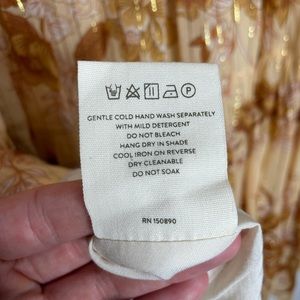 GENTLE COLD HAND WASH SEPARATELY
WITH MILD DETERGENT
DO NOT BLEACH
HANG DRY IN SHADE
COOL IRON ON REVERSE
DRY CLEANABLE
DO NOT SOAK
RN 150890